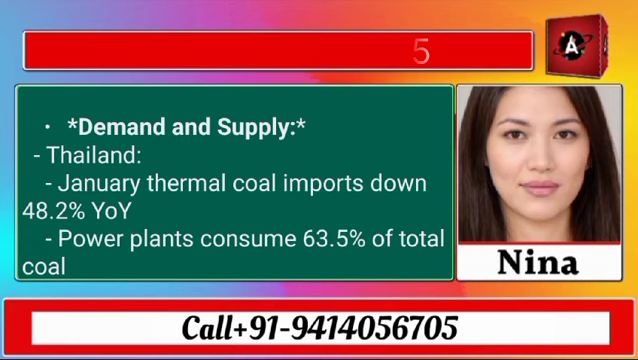 5
A
· *Demand and Supply:*
- Thailand:
- January thermal coal imports down
48.2% YoY
- Power plants consume 63.5% of total
coal
Nina
Call+91-9414056705